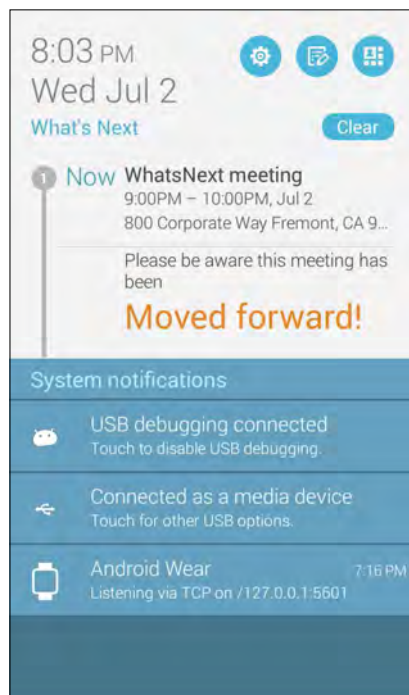 8:03 PM
Wed Jul 2
What's Next
Clear
1 Now WhatsNext meeting
9:00PM – 10:00PM, Jul 2
800 Corporate Way Fremont, CA 9...
Please be aware this meeting has
been
Moved forward!
System notifications
USB debugging connected
Touch to disable USB debugging.
Connected as a media device
Touch for other USB options.
Android Wear 7:16 PM
Listening via TCP on /127.0.0.1:5601